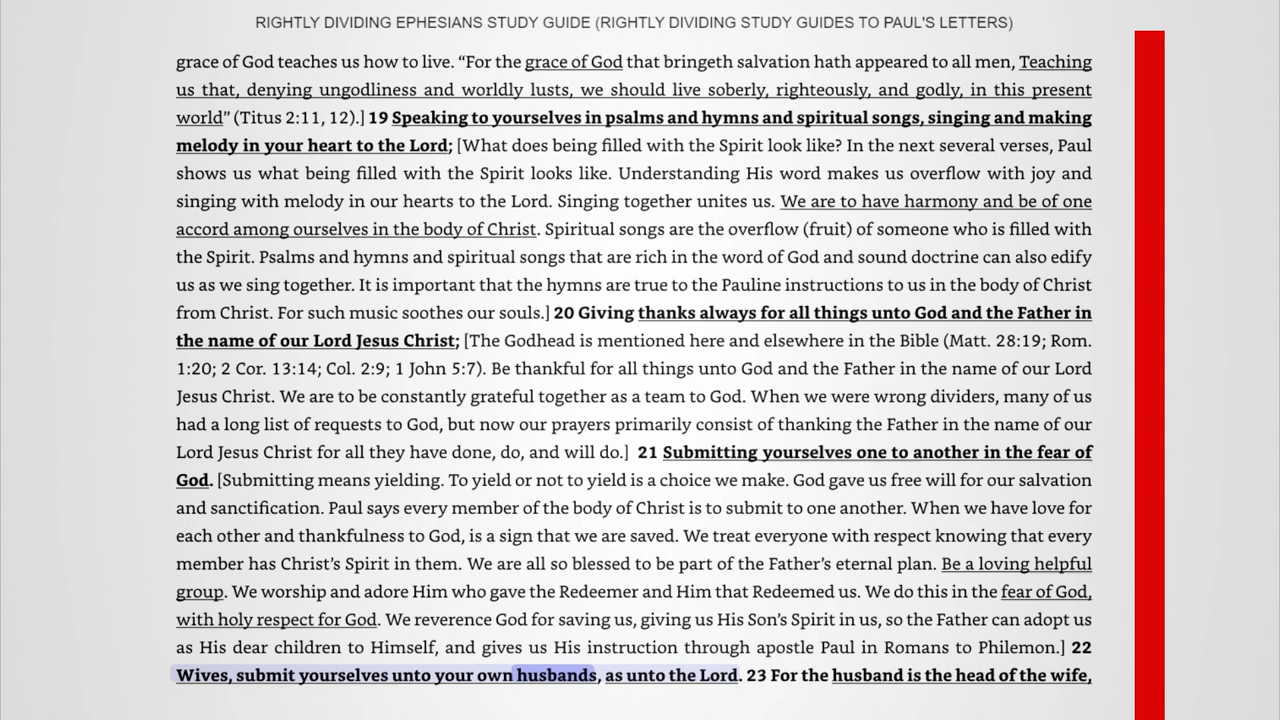 RIGHTLY DIVIDING EPHESIANS STUDY GUIDE (RIGHTLY DIVIDING STUDY GUIDES TO PAUL'S LETTERS)
grace of God teaches us how to live. “For the grace of God that bringeth salvation hath appeared to all men, Teaching
us that, denying ungodliness and worldly lusts, we should live soberly, righteously, and godly, in this present
world” (Titus 2:11, 12).] 19 Speaking to yourselves in psalms and hymns and spiritual songs, singing and making
melody in your heart to the Lord; [What does being filled with the Spirit look like? In the next several verses, Paul
shows us what being filled with the Spirit looks like. Understanding His word makes us overflow with joy and
singing with melody in our hearts to the Lord. Singing together unites us. We are to have harmony and be of one
accord among ourselves in the body of Christ. Spiritual songs are the overflow (fruit) of someone who is filled with
the Spirit. Psalms and hymns and spiritual songs that are rich in the word of God and sound doctrine can also edify
us as we sing together. It is important that the hymns are true to the Pauline instructions to us in the body of Christ
from Christ. For such music soothes our souls.] 20 Giving thanks always for all things unto God and the Father in
the name of our Lord Jesus Christ; [The Godhead is mentioned here and elsewhere in the Bible (Matt. 28:19; Rom.
1:20; 2 Cor. 13:14; Col. 2:9; 1 John 5:7). Be thankful for all things unto God and the Father in the name of our Lord
Jesus Christ. We are to be constantly grateful together as a team to God. When we were wrong dividers, many of us
had a long list of requests to God, but now our prayers primarily consist of thanking the Father in the name of our
Lord Jesus Christ for all they have done, do, and will do.] 21 Submitting yourselves one to another in the fear of
God. [Submitting means yielding. To yield or not to yield is a choice we make. God gave us free will for our salvation
and sanctification. Paul says every member of the body of Christ is to submit to one another. When we have love for
each other and thankfulness to God, is a sign that we are saved. We treat everyone with respect knowing that every
member has Christ’s Spirit in them. We are all so blessed to be part of the Father’s eternal plan. Be a loving helpful
group. We worship and adore Him who gave the Redeemer and Him that Redeemed us. We do this in the fear of God,
with holy respect for God. We reverence God for saving us, giving us His Son’s Spirit in us, so the Father can adopt us
as His dear children to Himself, and gives us His instruction through apostle Paul in Romans to Philemon.] 22
Wives, submit yourselves unto your own husbands, as unto the Lord. 23 For the husband is the head of the wife,